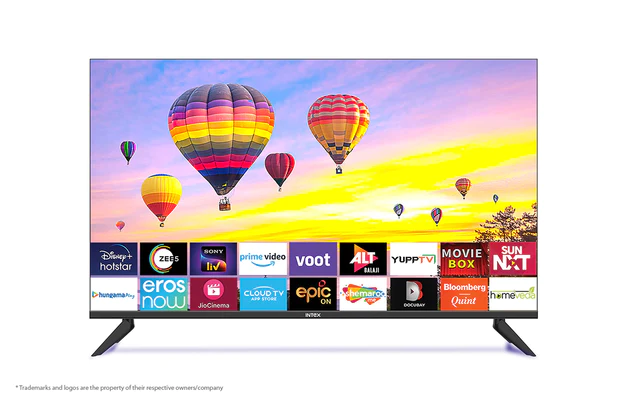 Disney+
hotstar
ZEE5
SONY
liv
prime video
voot
ALT
BALAJI
YUPPTV
MOVIE
BOX
SUN
NXT
hungama play
eros
now
JioCinema
CLOUD TV
APP STORE
epic
ON
shemaroo
DOCUBAY
Bloomberg
Quint
homeveda
INTEX
* Trademarks and logos are the property of their respective owners/company